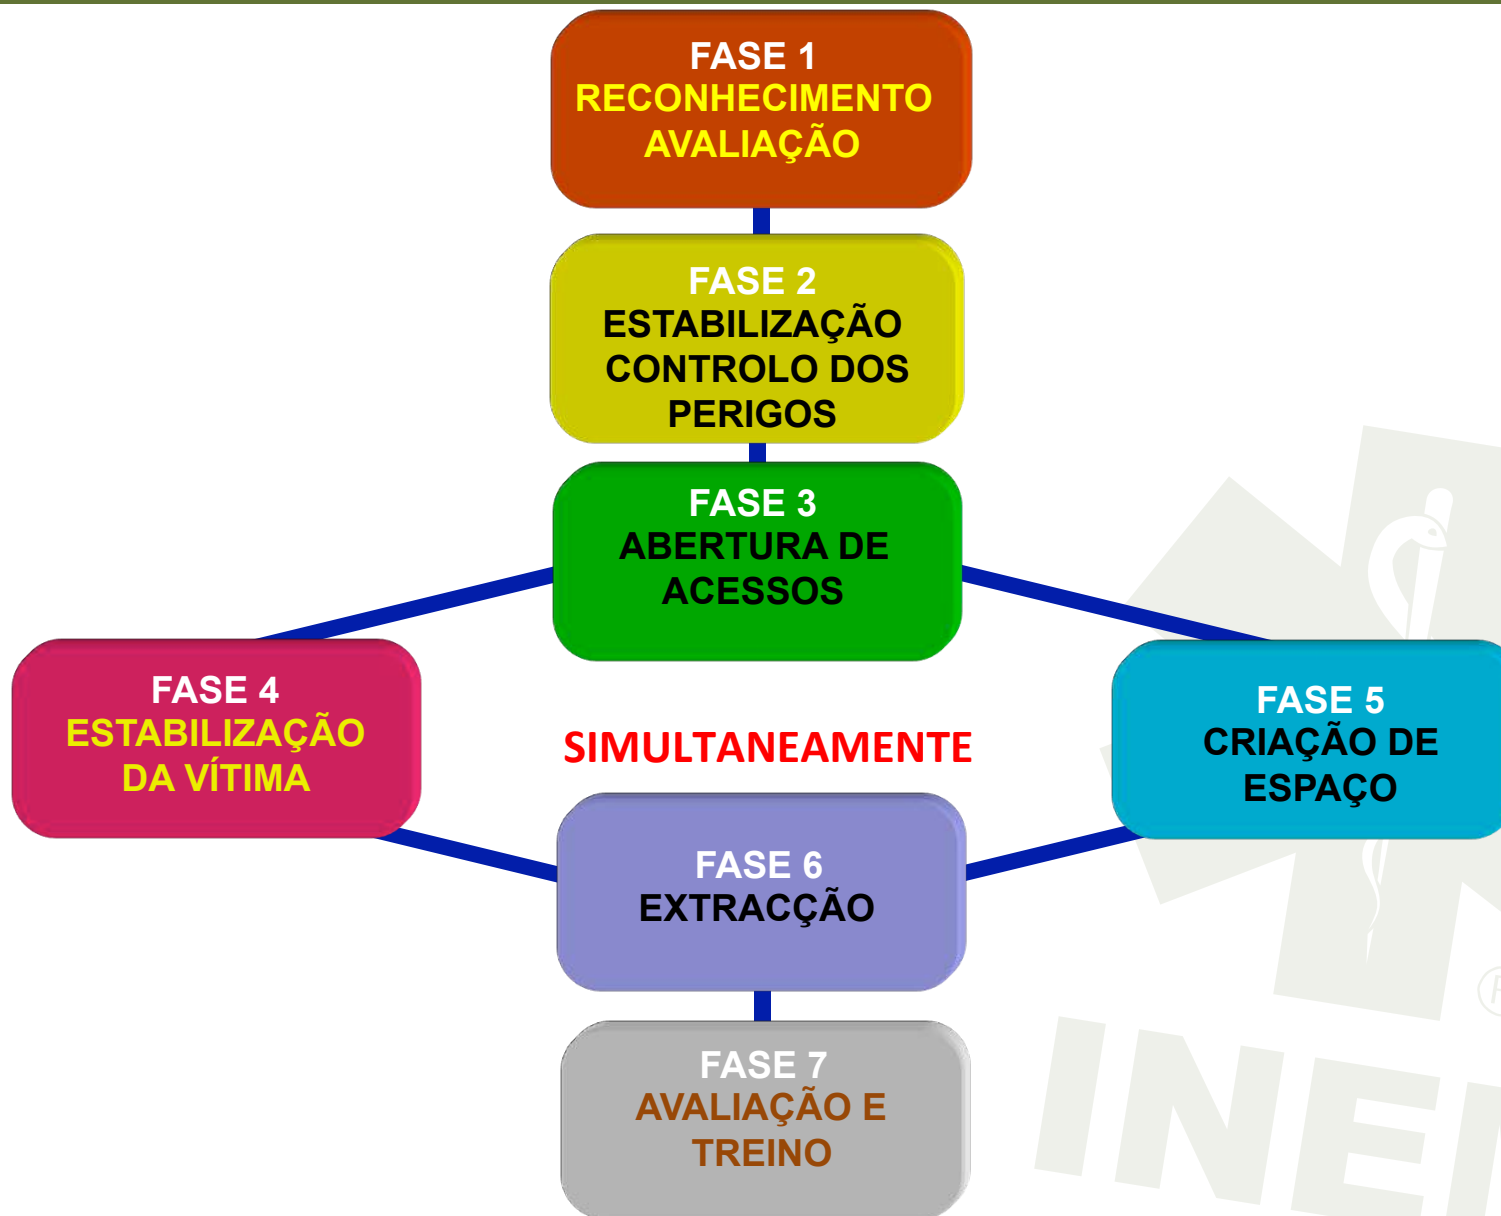 FASE 1
RECONHECIMENTO
AVALIAÇÃO
FASE 2
ESTABILIZAÇÃO
CONTROLO DOS
PERIGOS
FASE 3
ABERTURA DE
ACESSOS
FASE 4
ESTABILIZAÇÃO
DA VÍTIMA
SIMULTANEAMENTE
FASE 5
CRIAÇÃO DE
ESPAÇO
FASE 6
EXTRACÇÃO
FASE 7
AVALIAÇÃO E
TREINO